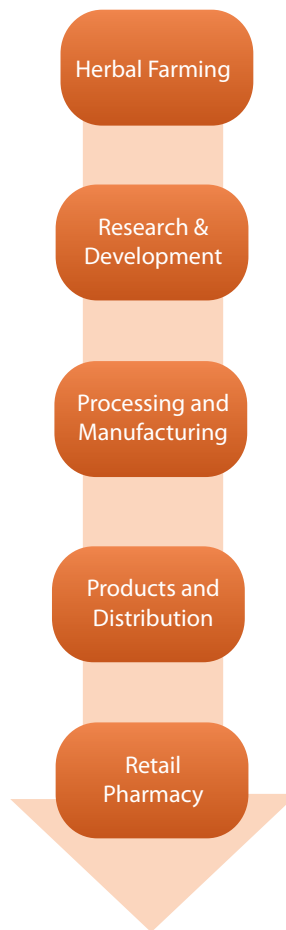 Herbal Farming
Research &
Development
Processing and
Manufacturing
Products and
Distribution
Retail
Pharmacy